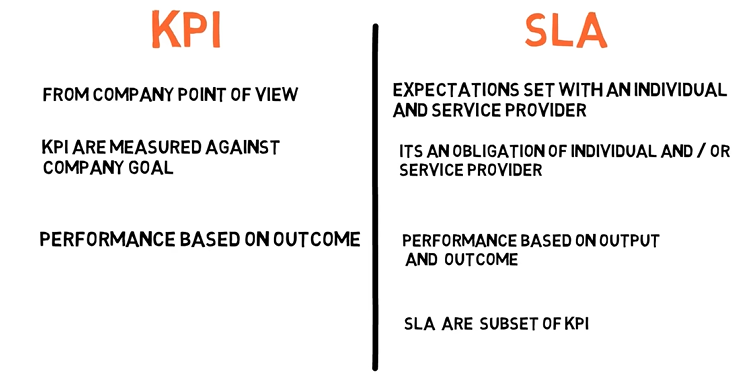 KPI
FROM COMPANY POINT OF VIEW
KPI ARE MEASURED AGAINST
COMPANY GOAL
PERFORMANCE BASED ON OUTCOME
SLA
EXPECTATIONS SET WITH AN INDIVIDUAL
AND SERVICE PROVIDER
ITS AN OBLIGATION OF INDIVIDUAL AND / OR
SERVICE PROVIDER
PERFORMANCE BASED ON OUTPUT
AND OUTCOME
SLA ARE SUBSET OF KPI